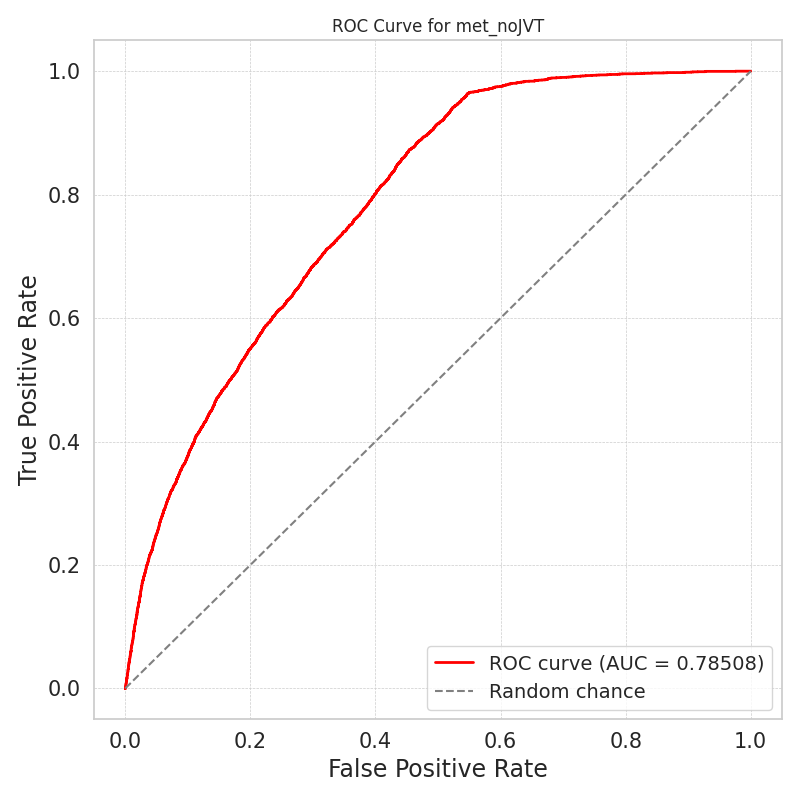 ROC Curve for met_noJVT
True Positive Rate
1.0
0.8
0.6
0.4
0.2
0.0
0.0 0.2 0.4 0.6 0.8 1.0
False Positive Rate
ROC curve (AUC = 0.78508)
Random chance